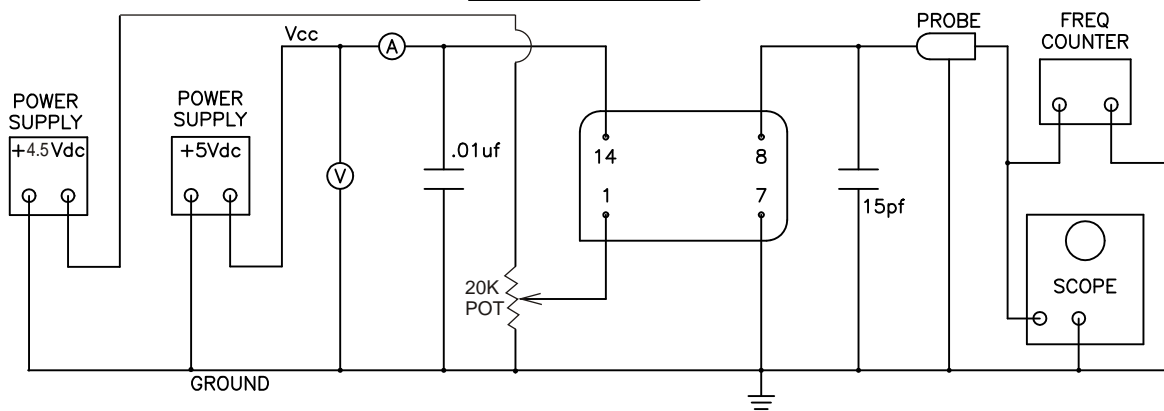 PROBE
FREQ
COUNTER
Vcc
A
POWER
SUPPLY
+4.5Vdc
POWER
SUPPLY
+5Vdc
.01uf
14
8
1
7
V
15pf
20K
POT
SCOPE
GROUND